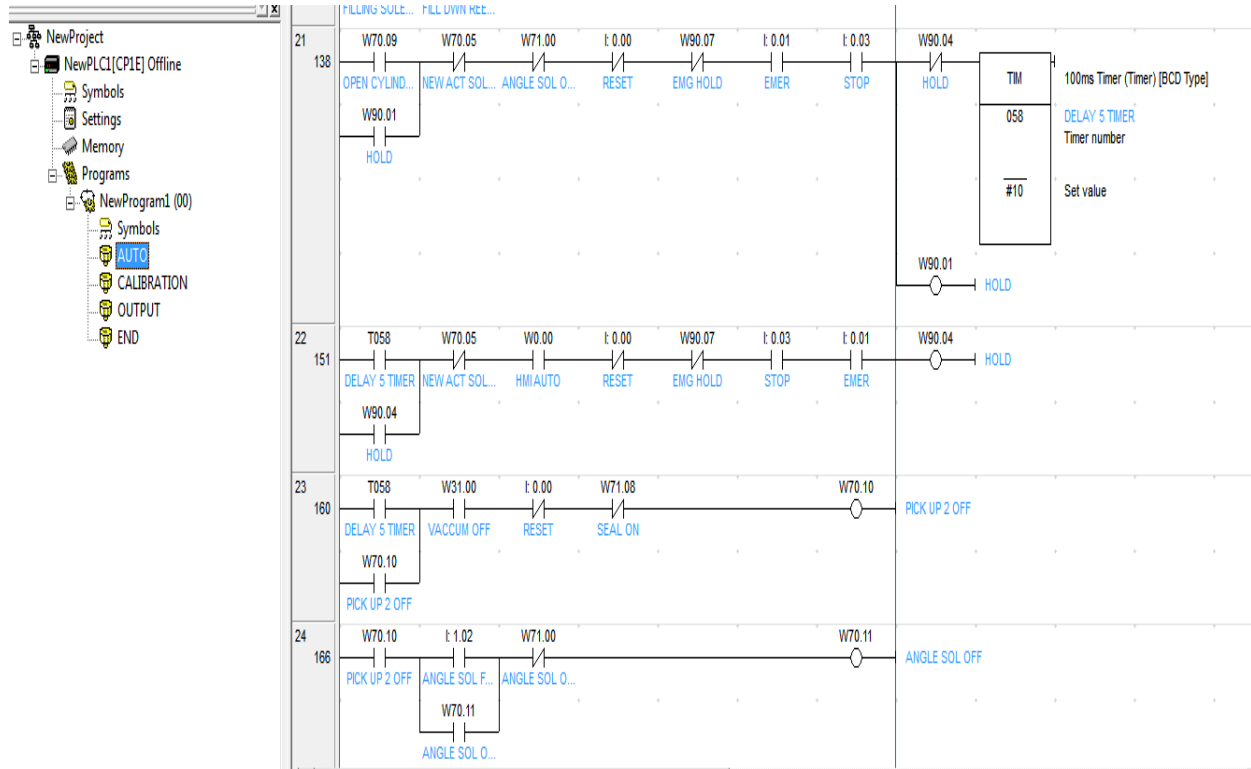 FILLING SOLE... FILL DWN REE...
NewProject
NewPLC1[CP1E] Offline
Symbols
Settings
Memory
Programs
NewProgram1 (00)
Symbols
AUTO
CALIBRATION
OUTPUT
END
21
138
W70.09 W70.05 W71.00 I: 0.00 W90.07 I: 0.01 I: 0.03 W90.04
OPEN CYLIND... NEW ACT SOL... ANGLE SOL O... RESET EMG HOLD EMER STOP HOLD
TIM 100ms Timer (Timer) [BCD Type]
W90.01
HOLD
058 DELAY 5 TIMER
Timer number
#10 Set value
W90.01
HOLD
22
151
T058 W70.05 W0.00 I: 0.00 W90.07 I: 0.03 I: 0.01 W90.04
HOLD
DELAY 5 TIMER NEW ACT SOL... HMI AUTO RESET EMG HOLD STOP EMER
W90.04
HOLD
23
160
T058 W31.00 I: 0.00 W71.08 W70.10
PICK UP 2 OFF
DELAY 5 TIMER VACCUM OFF RESET SEAL ON
W70.10
PICK UP 2 OFF
24
166
W70.10 I: 1.02 W71.00 W70.11
ANGLE SOL OFF
PICK UP 2 OFF ANGLE SOL F... ANGLE SOL O...
W70.11
ANGLE SOL O...